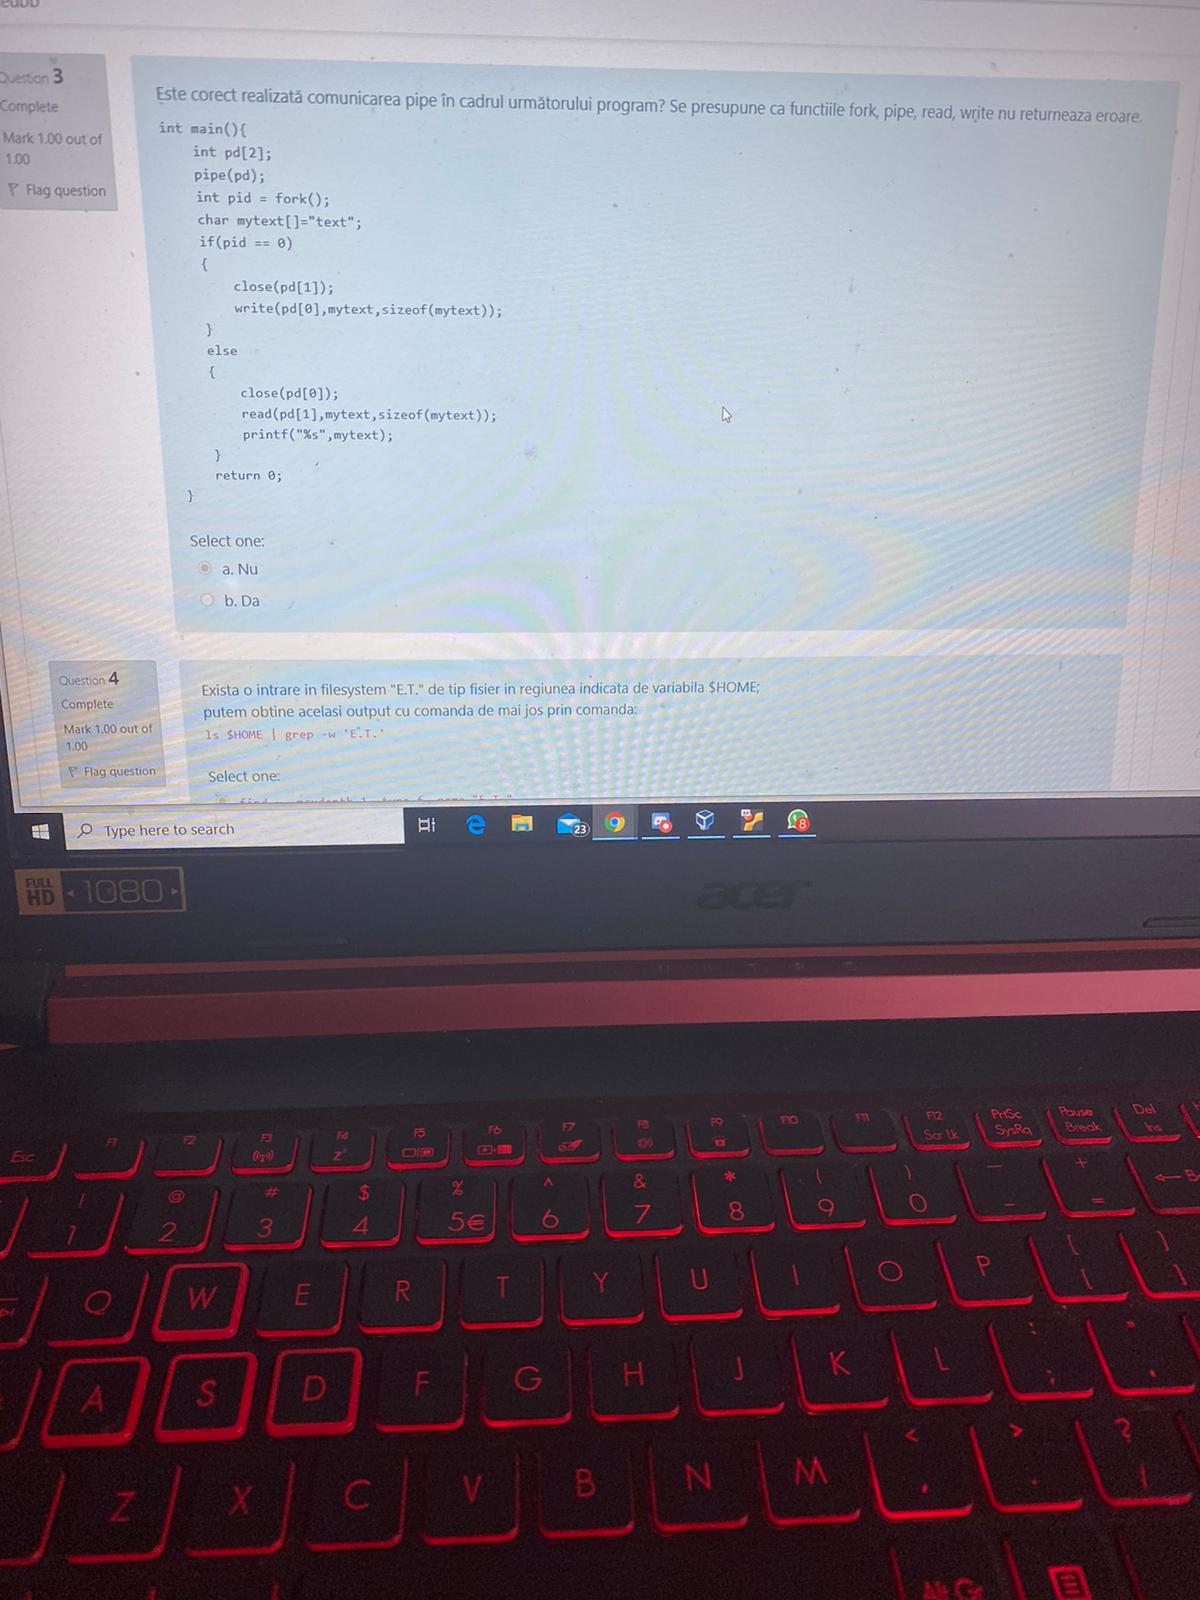 Question 3
Complete
Mark 1.00 out of
1.00
Flag question
Este corect realizată comunicarea pipe în cadrul următorului program? Se presupune ca functiile fork, pipe, read, write nu returneaza eroare.
int main(){
int pd[2];
pipe(pd);
int pid = fork();
char mytext[]="text";
if(pid == 0)
{
close(pd[1]);
write(pd[0],mytext,sizeof(mytext));
}
else
{
close(pd[0]);
read(pd[1],mytext,sizeof(mytext));
printf("%s",mytext);
}
return 0;
}
Select one:
a. Nu
b. Da
Question 4
Complete
Mark 1.00 out of
1.00
Flag question
Exista o intrare in filesystem "E.T." de tip fisier in regiunea indicata de variabila $HOME;
putem obtine acelasi output cu comanda de mai jos prin comanda:
ls $HOME | grep -w 'E.T.'
Select one:
Type here to search
23
8
FULL HD 1080
acer
Esc F1 F2 F3 F4 F5 F6 F7 F8 F9 F10 F11 F12 PrtSc Pause Del
Scr Lk SysRq Break Ins
! @ # $ % ^ & * ( ) _ +
1 2 3 4 5€ 6 7 8 9 0 - =
Q W E R T Y U I O P { }
[ ]
A S D F G H J K L : "
; '
Z X C V B N M < > ?
, . /
Alt Gr